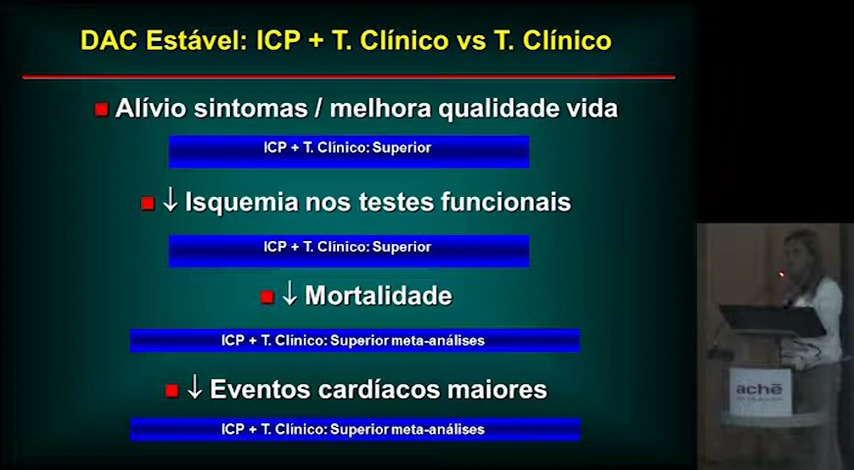 DAC Estável: ICP + T. Clínico vs T. Clínico
Alívio sintomas / melhora qualidade vida
ICP + T. Clínico: Superior
↓ Isquemia nos testes funcionais
ICP + T. Clínico: Superior
↓ Mortalidade
ICP + T. Clínico: Superior meta-análises
↓ Eventos cardíacos maiores
ICP + T. Clínico: Superior meta-análises
achē